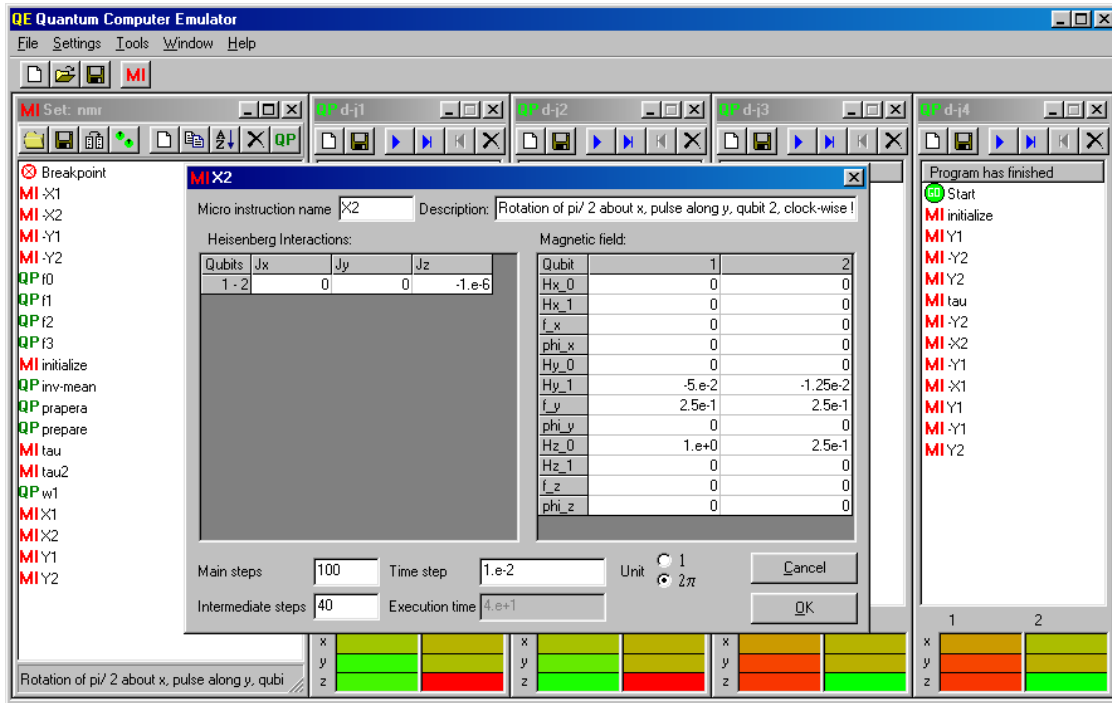 QE Quantum Computer Emulator
File Settings Tools Window Help
MI
MI Set: nmr
QP d-j1
QP d-j2
QP d-j3
QP d-j4
QP
Breakpoint
MI -X1
MI -X2
MI -Y1
MI -Y2
QP f0
QP f1
QP f2
QP f3
MI initialize
QP inv-mean
QP prapera
QP prepare
MI tau
MI tau2
QP w1
MI X1
MI X2
MI Y1
MI Y2
Rotation of pi/ 2 about x, pulse along y, qubi
MI X2
Micro instruction name X2 Description: Rotation of pi/ 2 about x, pulse along y, qubit 2, clock-wise !
Heisenberg Interactions:
Qubits Jx Jy Jz
1 - 2 0 0 -1.e-6
Magnetic field:
Qubit 1 2
Hx_0 0 0
Hx_1 0 0
f_x 0 0
phi_x 0 0
Hy_0 0 0
Hy_1 -5.e-2 -1.25e-2
f_y 2.5e-1 2.5e-1
phi_y 0 0
Hz_0 1.e+0 2.5e-1
Hz_1 0 0
f_z 0 0
phi_z 0 0
Main steps 100 Time step 1.e-2 Unit 1
2π
Cancel
Intermediate steps 40 Execution time 4.e+1
OK
Program has finished
GO Start
MI initialize
MI Y1
MI -Y2
MI Y2
MI tau
MI -Y2
MI -X2
MI -Y1
MI -X1
MI Y1
MI -Y1
MI Y2
1 2
x x x x
y y y y
z z z z